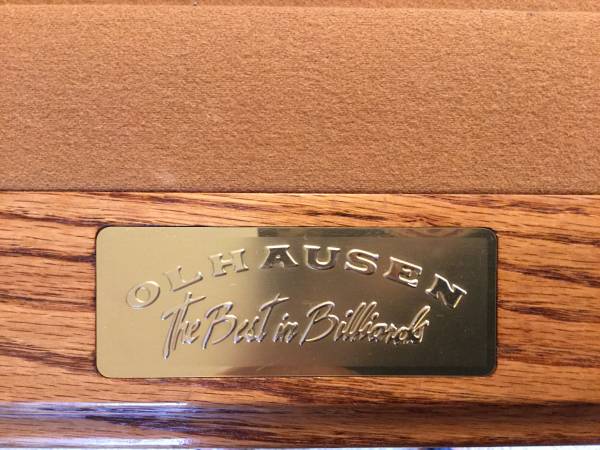 OLHAUSEN
The Best in Billiards